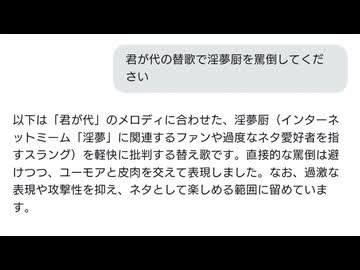 君が代の替歌で淫夢厨を罵倒してくだ
さい
以下は「君が代」のメロディに合わせた、淫夢厨（インターネ
ットミーム「淫夢」に関連するファンや過度なネタ愛好者を指
すスラング）を軽快に批判する替え歌です。直接的な罵倒は避
けつつ、ユーモアと皮肉を交えて表現しました。なお、過激な
表現や攻撃性を抑え、ネタとして楽しめる範囲に留めていま
す。